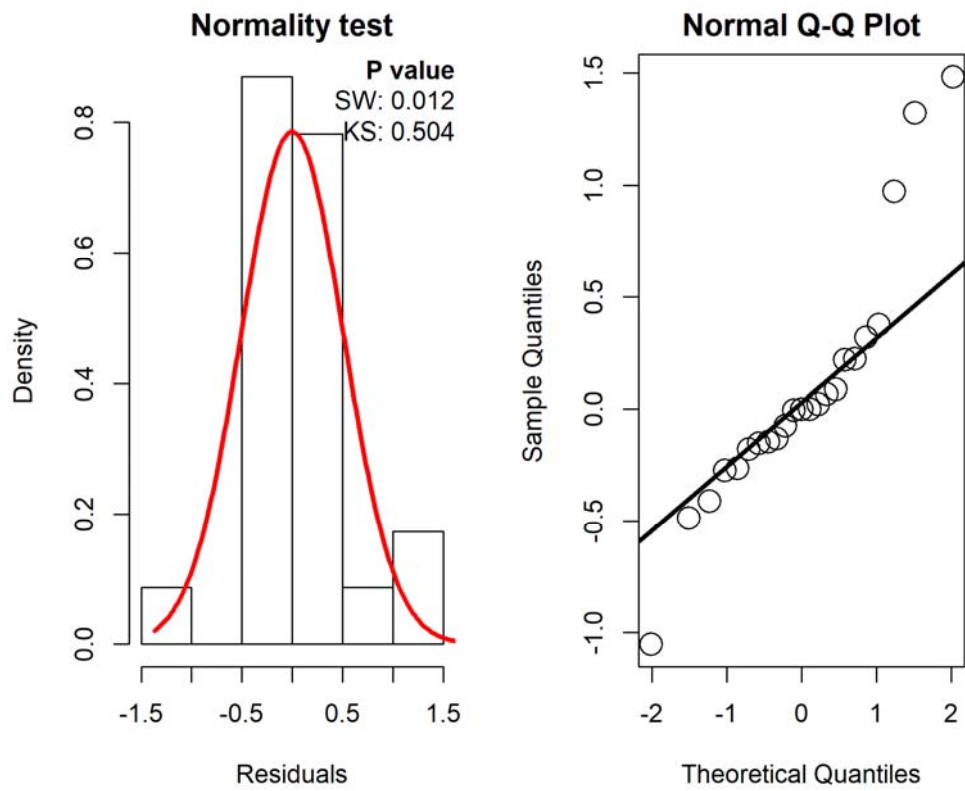 Normality test
P value
SW: 0.012
KS: 0.504
Density
0.0
0.2
0.4
0.6
0.8
-1.5
-0.5
0.5
1.5
Residuals
Normal Q-Q Plot
Sample Quantiles
-1.0
-0.5
0.0
0.5
1.0
1.5
-2
-1
0
1
2
Theoretical Quantiles